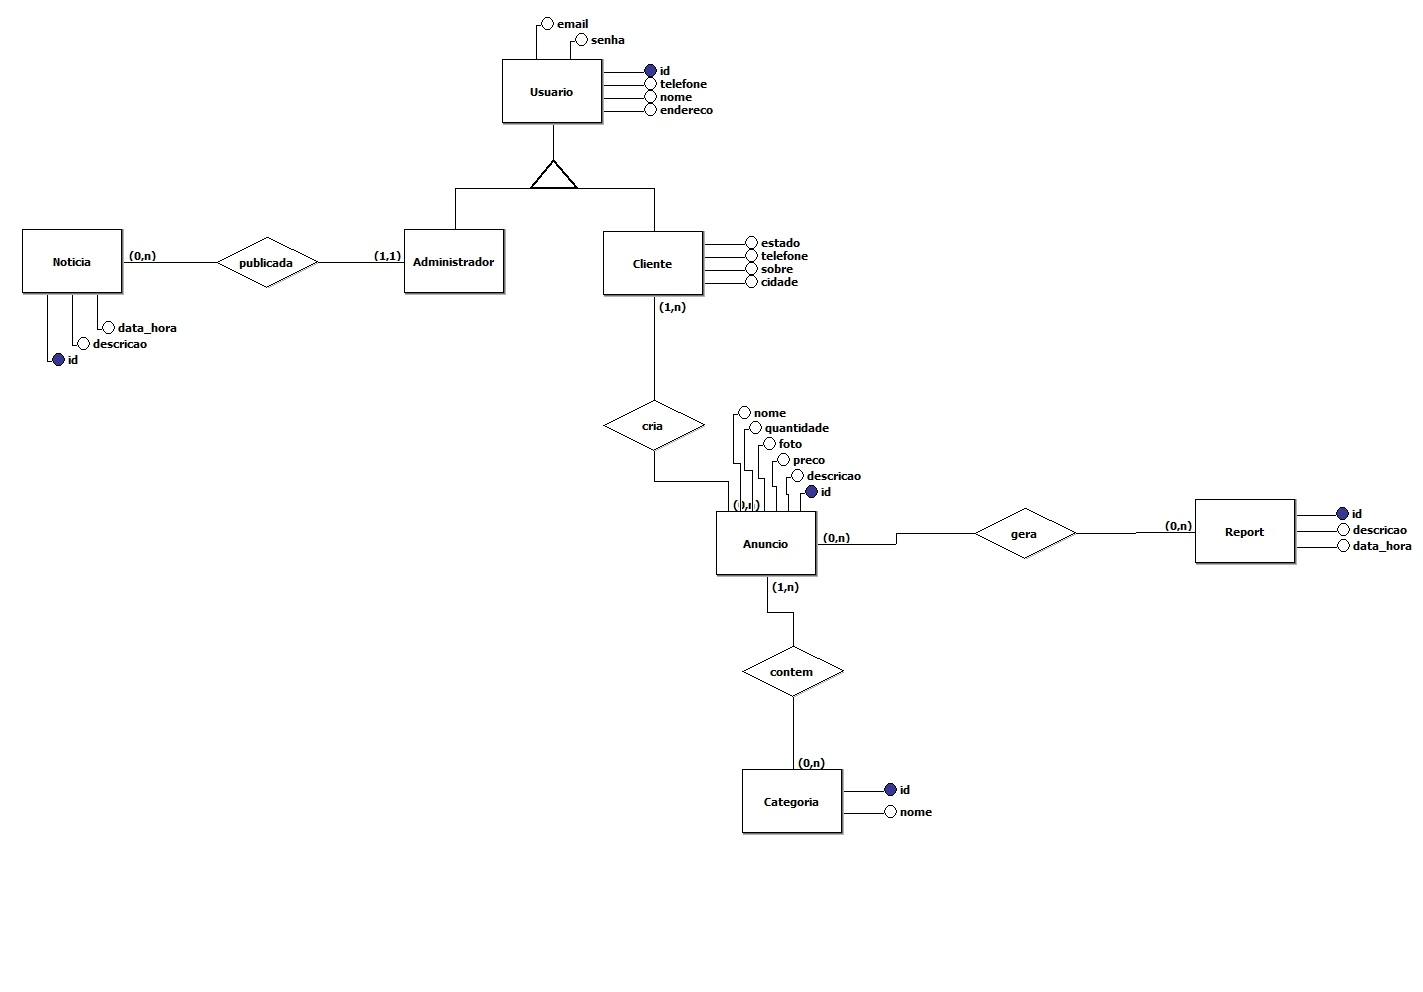 email
senha
Usuario
id
telefone
nome
endereco
Noticia
(0,n)
publicada
(1,1)
Administrador
Cliente
estado
telefone
sobre
cidade
(1,n)
data_hora
descricao
id
cria
nome
quantidade
foto
preco
descricao
id
(0,n)
Anuncio
(0,n)
gera
(0,n)
Report
id
descricao
data_hora
(1,n)
contem
(0,n)
Categoria
id
nome